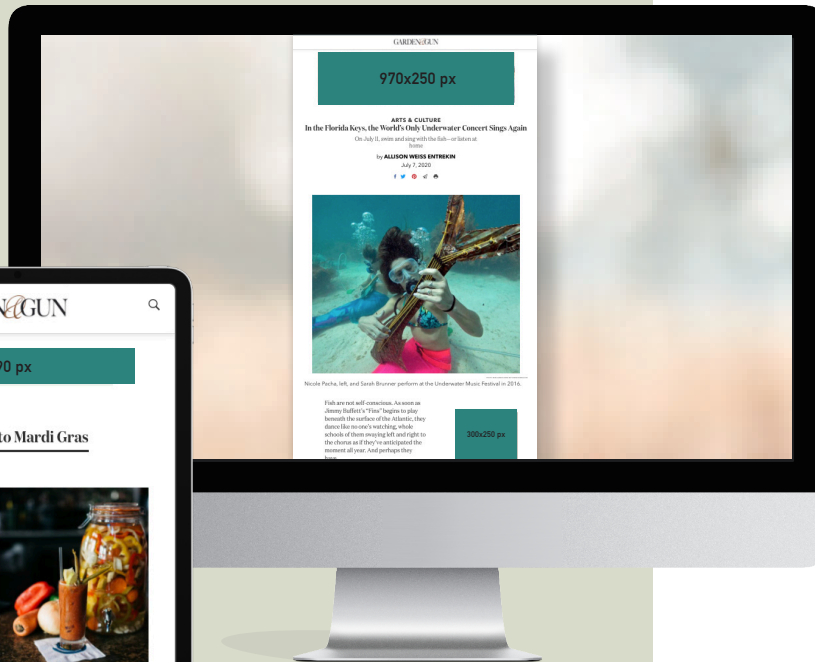 GARDEN&GUN
970x250 px
ARTS & CULTURE
In the Florida Keys, the World's Only Underwater Concert Sings Again
On July 11, swim and sing with the fish—or listen at
home
by ALLISON WEISS ENTREKIN
July 7, 2020
Nicole Pacha, left, and Sarah Brunner perform at the Underwater Music Festival in 2016.
Fish are not self-conscious. As soon as
Jimmy Buffett's "Fins" begins to play
beneath the surface of the Atlantic, they
dance like no one's watching, whole
schools of them swaying left and right to
the chorus as if they've anticipated the
moment all year. And perhaps they
300x250 px
N&GUN
90 px
to Mardi Gras